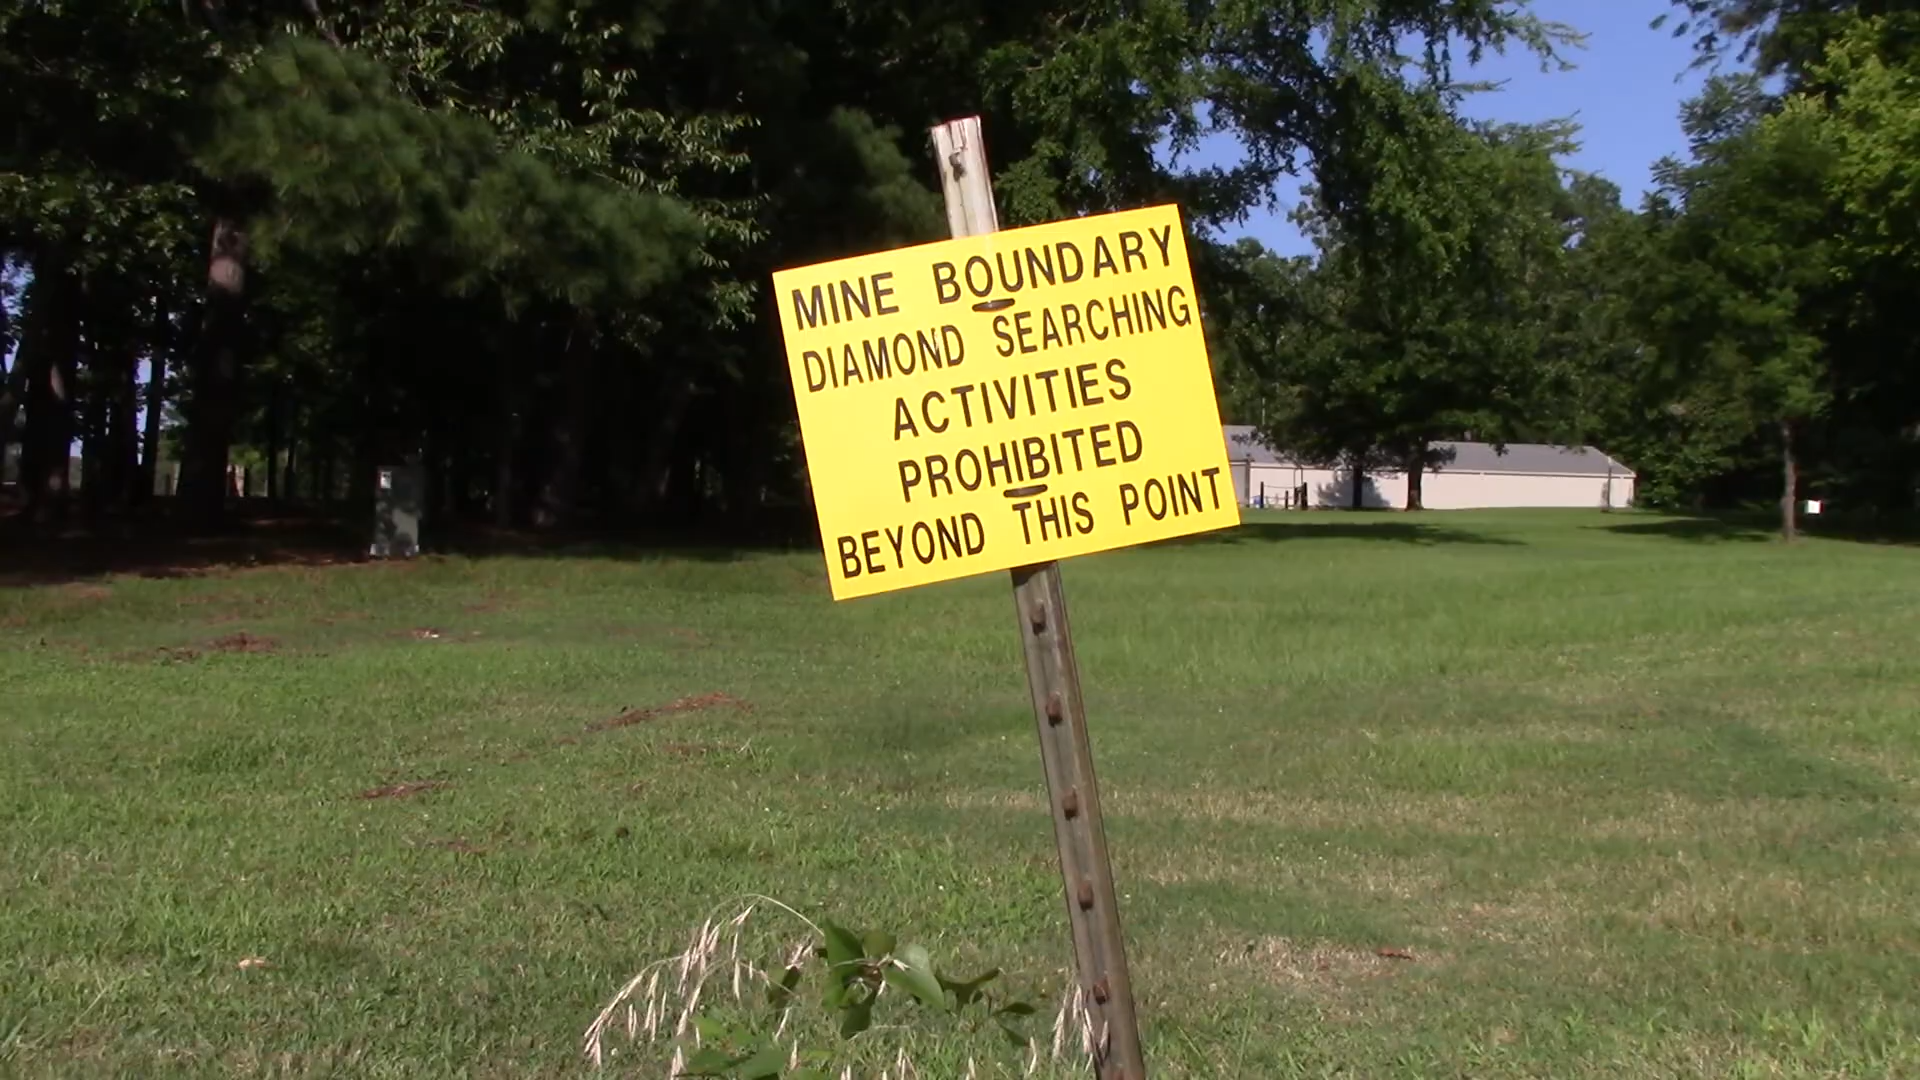 MINE BOUNDARY
DIAMOND SEARCHING
ACTIVITIES
PROHIBITED
BEYOND THIS POINT